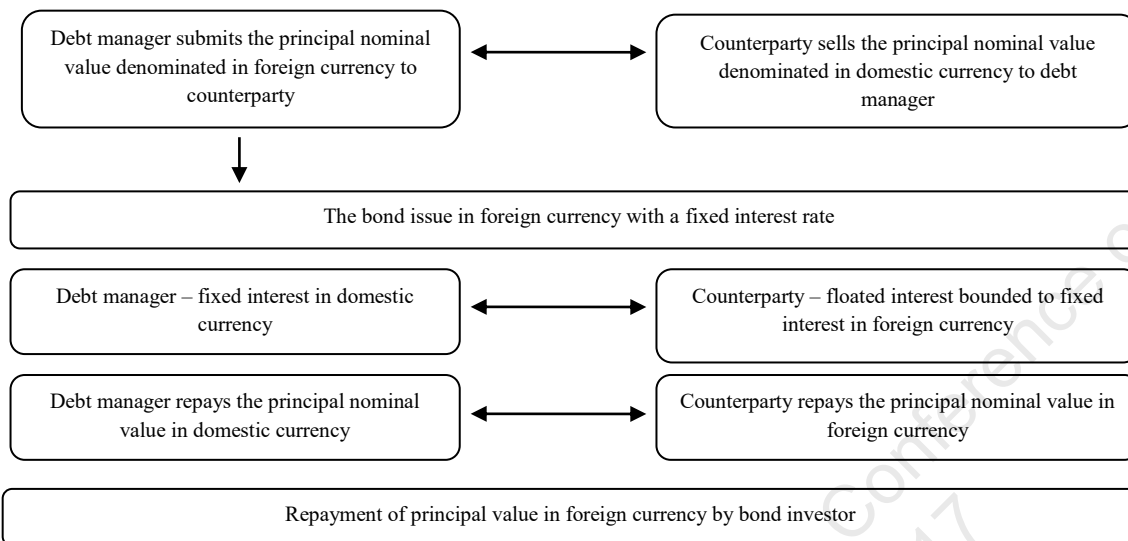 Debt manager submits the principal nominal
value denominated in foreign currency to
counterparty
Counterparty sells the principal nominal value
denominated in domestic currency to debt
manager
The bond issue in foreign currency with a fixed interest rate
Debt manager – fixed interest in domestic
currency
Counterparty – floated interest bounded to fixed
interest in foreign currency
Debt manager repays the principal nominal
value in domestic currency
Counterparty repays the principal nominal value in
foreign currency
Repayment of principal value in foreign currency by bond investor
Conference
17